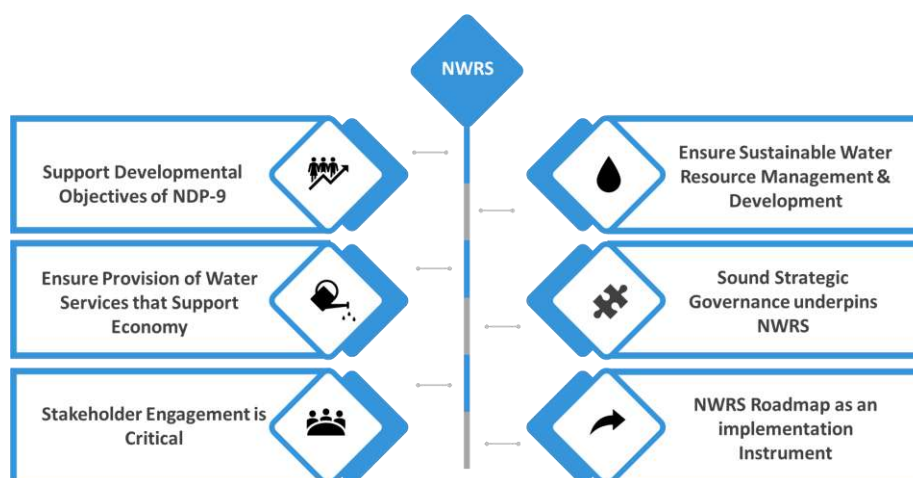 NWRS
Support Developmental
Objectives of NDP-9
Ensure Sustainable Water
Resource Management &
Development
Ensure Provision of Water
Services that Support
Economy
Sound Strategic
Governance underpins
NWRS
Stakeholder Engagement is
Critical
NWRS Roadmap as an
implementation
Instrument